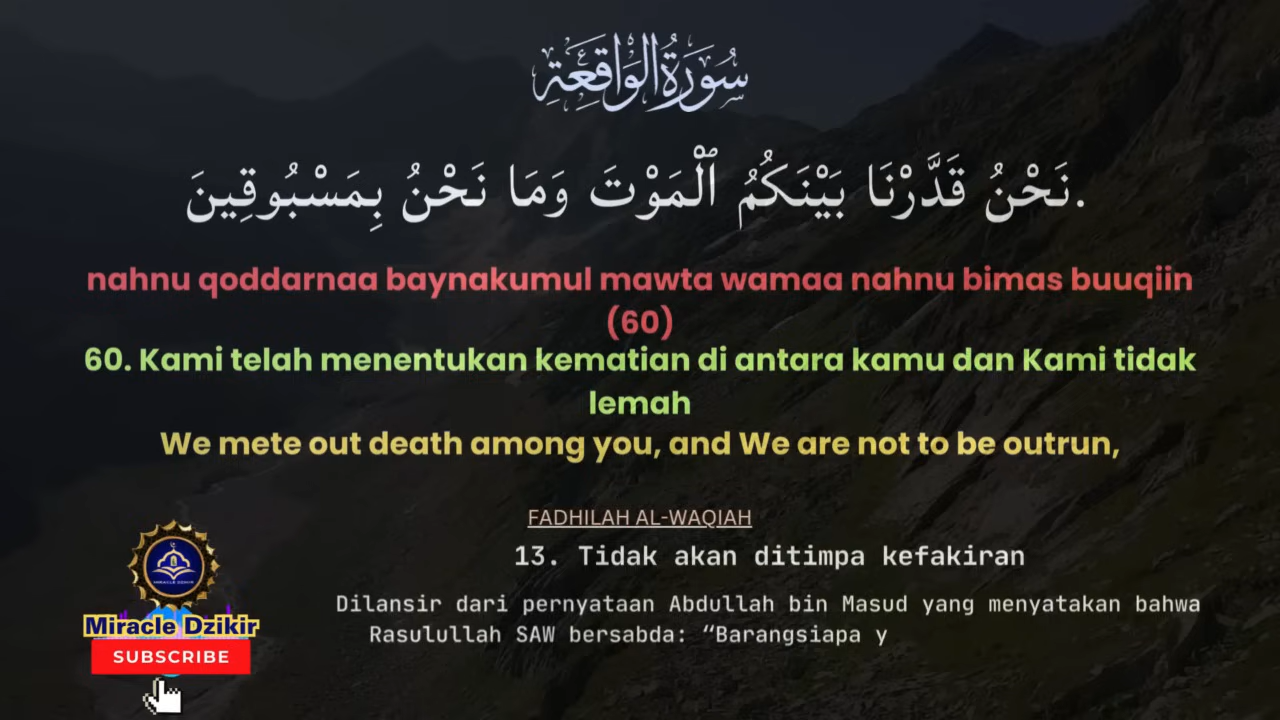 سُورَةُ الْوَاقِعَةِ
نَحْنُ قَدَّرْنَا بَيْنَكُمُ ٱلْمَوْتَ وَمَا نَحْنُ بِمَسْبُوقِينَ.
nahnu qoddarnaa baynakumul mawta wamaa nahnu bimas buuqiin
(60)
60. Kami telah menentukan kematian di antara kamu dan Kami tidak
lemah
We mete out death among you, and We are not to be outrun,
FADHILAH AL-WAQIAH
13. Tidak akan ditimpa kefakiran
Dilansir dari pernyataan Abdullah bin Masud yang menyatakan bahwa
Rasulullah SAW bersabda: “Barangsiapa y
MIRACLE DZIKIR
Miracle Dzikir
SUBSCRIBE